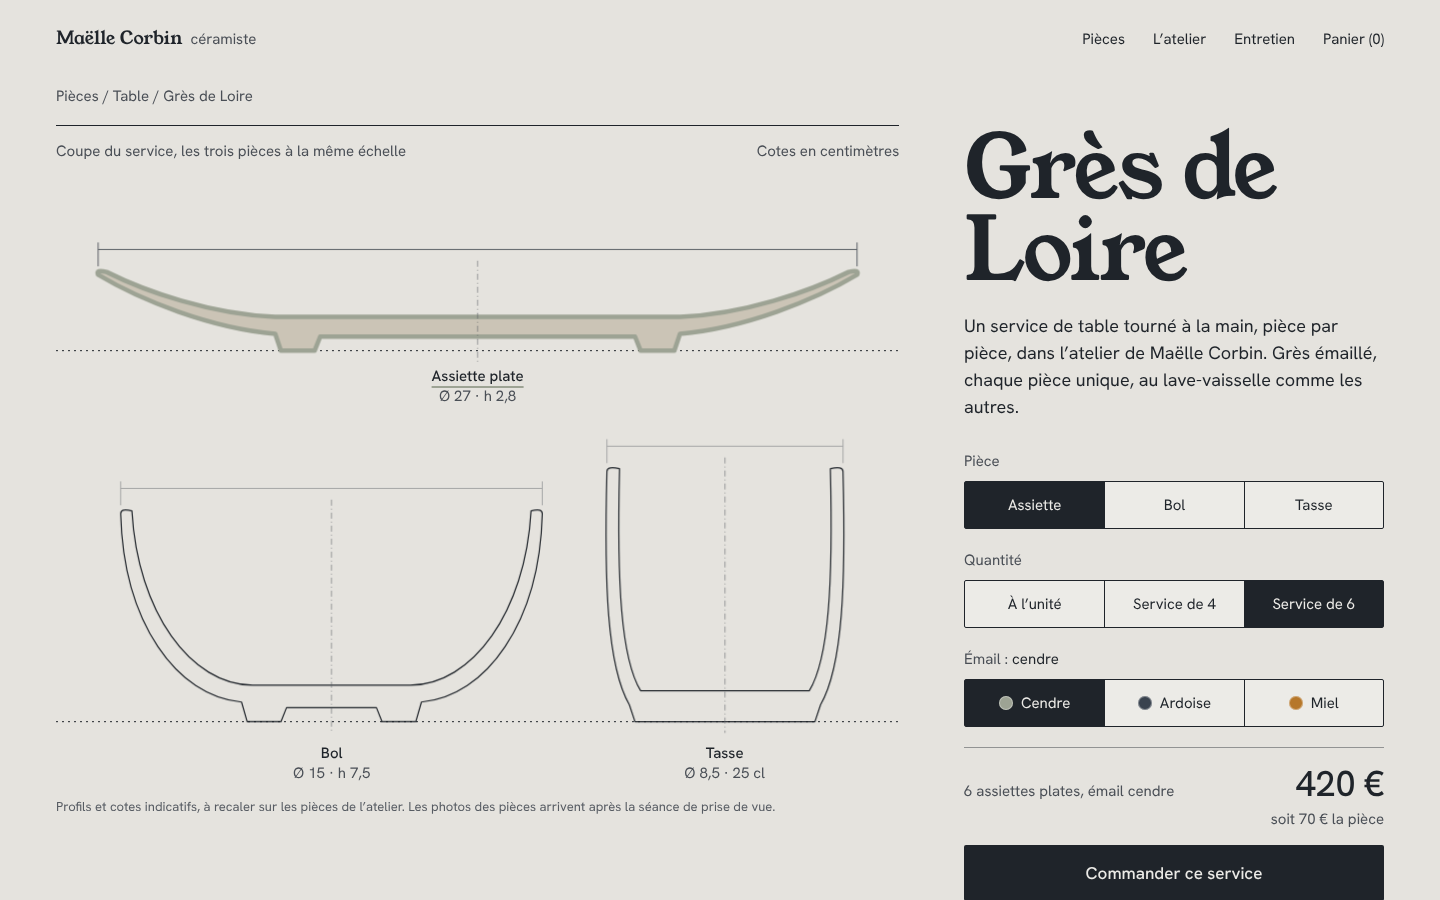 Maëlle Corbin céramiste
Pièces
L’atelier
Entretien
Panier (0)
Pièces / Table / Grès de Loire
Coupe du service, les trois pièces à la même échelle
Cotes en centimètres
Assiette plate
Ø 27 · h 2,8
Bol
Ø 15 · h 7,5
Tasse
Ø 8,5 · 25 cl
Profils et cotes indicatifs, à recaler sur les pièces de l’atelier. Les photos des pièces arrivent après la séance de prise de vue.
Grès de
Loire
Un service de table tourné à la main, pièce par
pièce, dans l’atelier de Maëlle Corbin. Grès émaillé,
chaque pièce unique, au lave-vaisselle comme les
autres.
Pièce
Assiette
Bol
Tasse
Quantité
À l’unité
Service de 4
Service de 6
Émail : cendre
Cendre
Ardoise
Miel
6 assiettes plates, émail cendre
420 €
soit 70 € la pièce
Commander ce service